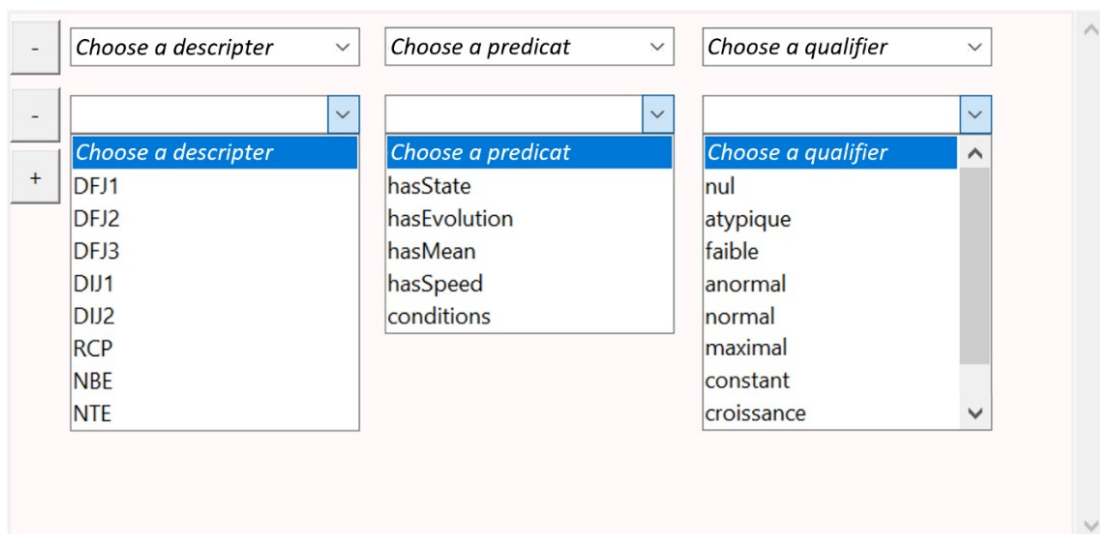 - Choose a descripter Choose a predicat Choose a qualifier
-
+
Choose a descripter
DFJ1
DFJ2
DFJ3
DIJ1
DIJ2
RCP
NBE
NTE
Choose a predicat
hasState
hasEvolution
hasMean
hasSpeed
conditions
Choose a qualifier
nul
atypique
faible
anormal
normal
maximal
constant
croissance